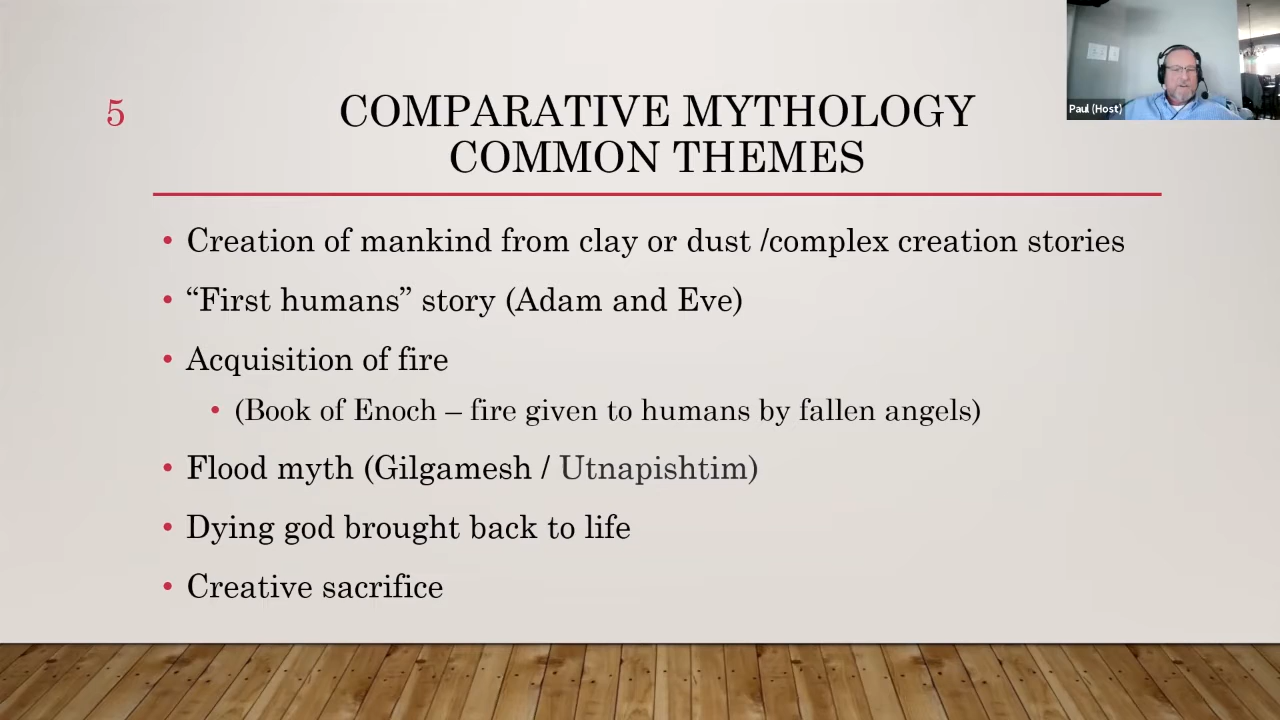 5
COMPARATIVE MYTHOLOGY
COMMON THEMES
Paul (Host)
• Creation of mankind from clay or dust /complex creation stories
• “First humans” story (Adam and Eve)
• Acquisition of fire
• (Book of Enoch – fire given to humans by fallen angels)
• Flood myth (Gilgamesh / Utnapishtim)
• Dying god brought back to life
• Creative sacrifice